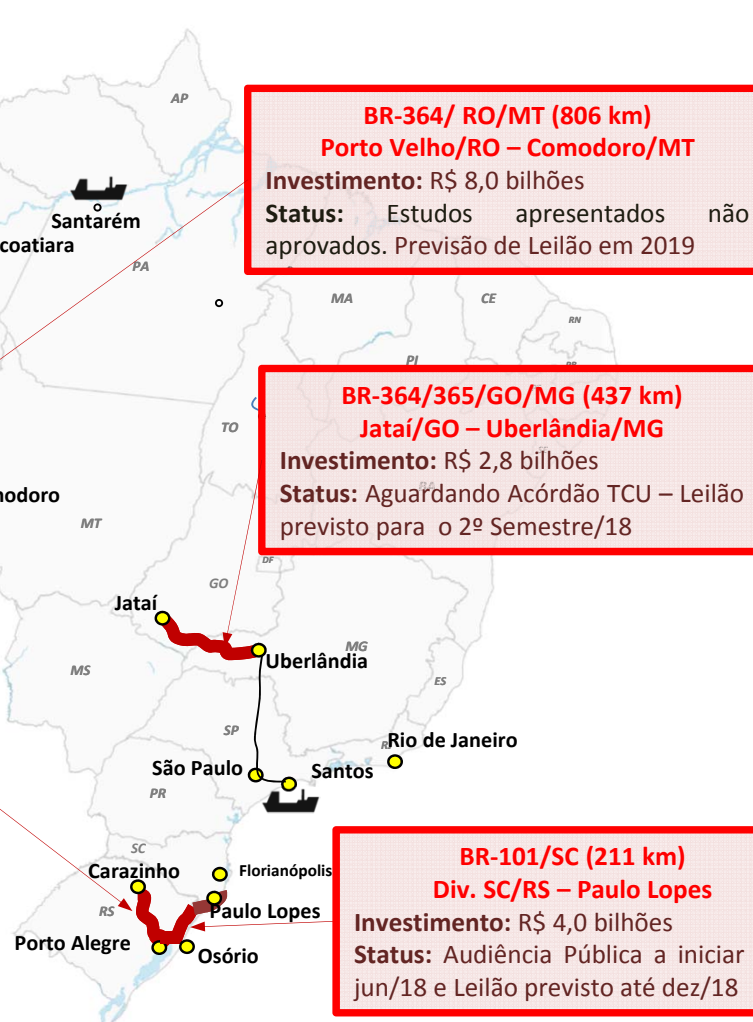 AP
BR-364/ RO/MT (806 km)
Porto Velho/RO – Comodoro/MT
Investimento: R$ 8,0 bilhões
Status: Estudos apresentados não
aprovados. Previsão de Leilão em 2019
Santarém
coatiara
PA
MA
CE
RN
PI
BR-364/365/GO/MG (437 km)
Jataí/GO – Uberlândia/MG
Investimento: R$ 2,8 bilhões
Status: Aguardando Acórdão TCU – Leilão
previsto para o 2º Semestre/18
TO
BA
nodoro
MT
DF
GO
Jataí
Uberlândia
MG
MS
ES
SP
Rio de Janeiro
São Paulo
Santos
PR
SC
Carazinho
Florianópolis
RS
Paulo Lopes
Porto Alegre
Osório
BR-101/SC (211 km)
Div. SC/RS – Paulo Lopes
Investimento: R$ 4,0 bilhões
Status: Audiência Pública a iniciar
jun/18 e Leilão previsto até dez/18